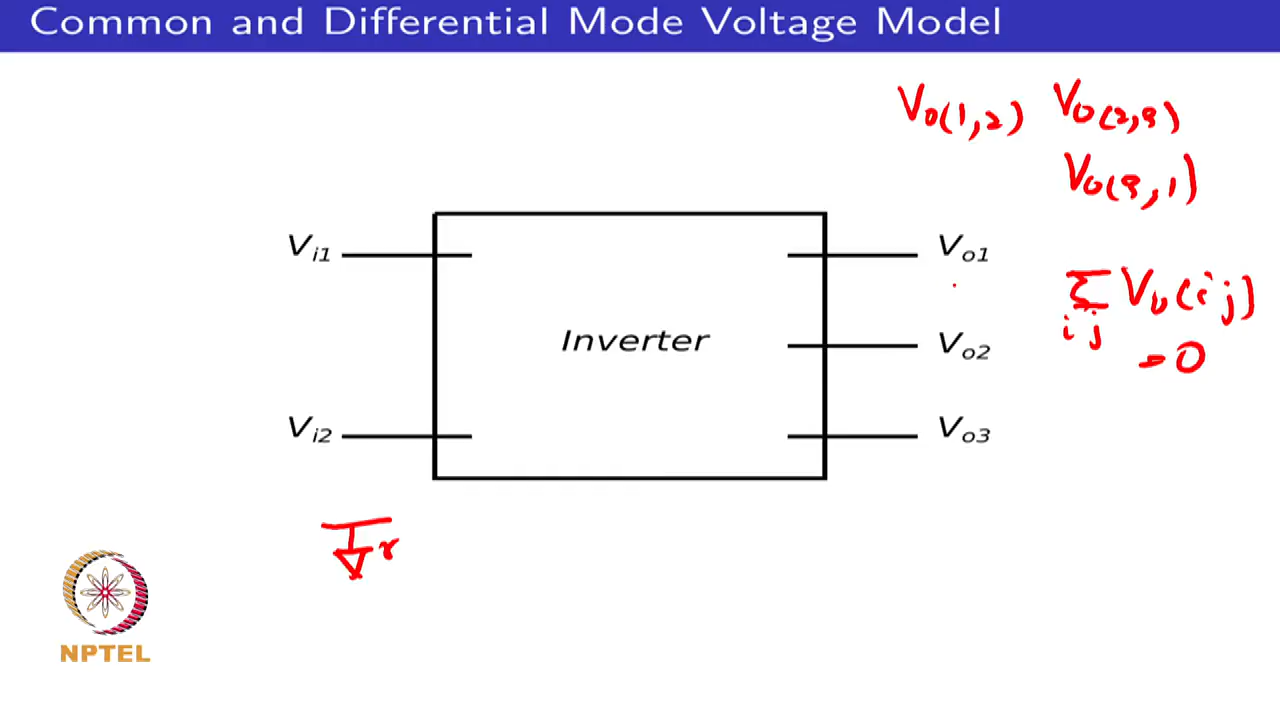 Common and Differential Mode Voltage Model
Vo(1,2) Vo(2,3)
Vo(3,1)
Vi1 Vo1
Σ Vo(ij)
i j
= 0
Inverter Vo2
Vi2 Vo3
r
NPTEL